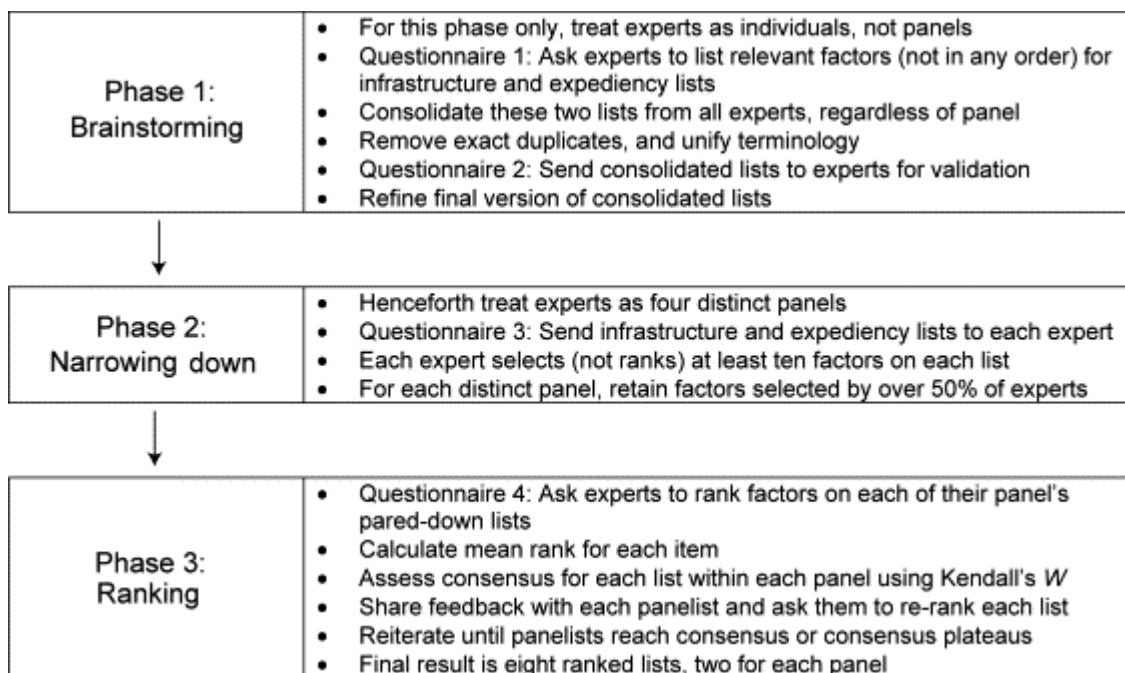 Phase 1:
Brainstorming
• For this phase only, treat experts as individuals, not panels
• Questionnaire 1: Ask experts to list relevant factors (not in any order) for
infrastructure and expediency lists
• Consolidate these two lists from all experts, regardless of panel
• Remove exact duplicates, and unify terminology
• Questionnaire 2: Send consolidated lists to experts for validation
• Refine final version of consolidated lists
Phase 2:
Narrowing down
• Henceforth treat experts as four distinct panels
• Questionnaire 3: Send infrastructure and expediency lists to each expert
• Each expert selects (not ranks) at least ten factors on each list
• For each distinct panel, retain factors selected by over 50% of experts
Phase 3:
Ranking
• Questionnaire 4: Ask experts to rank factors on each of their panel's
pared-down lists
• Calculate mean rank for each item
• Assess consensus for each list within each panel using Kendall's W
• Share feedback with each panelist and ask them to re-rank each list
• Reiterate until panelists reach consensus or consensus plateaus
• Final result is eight ranked lists, two for each panel